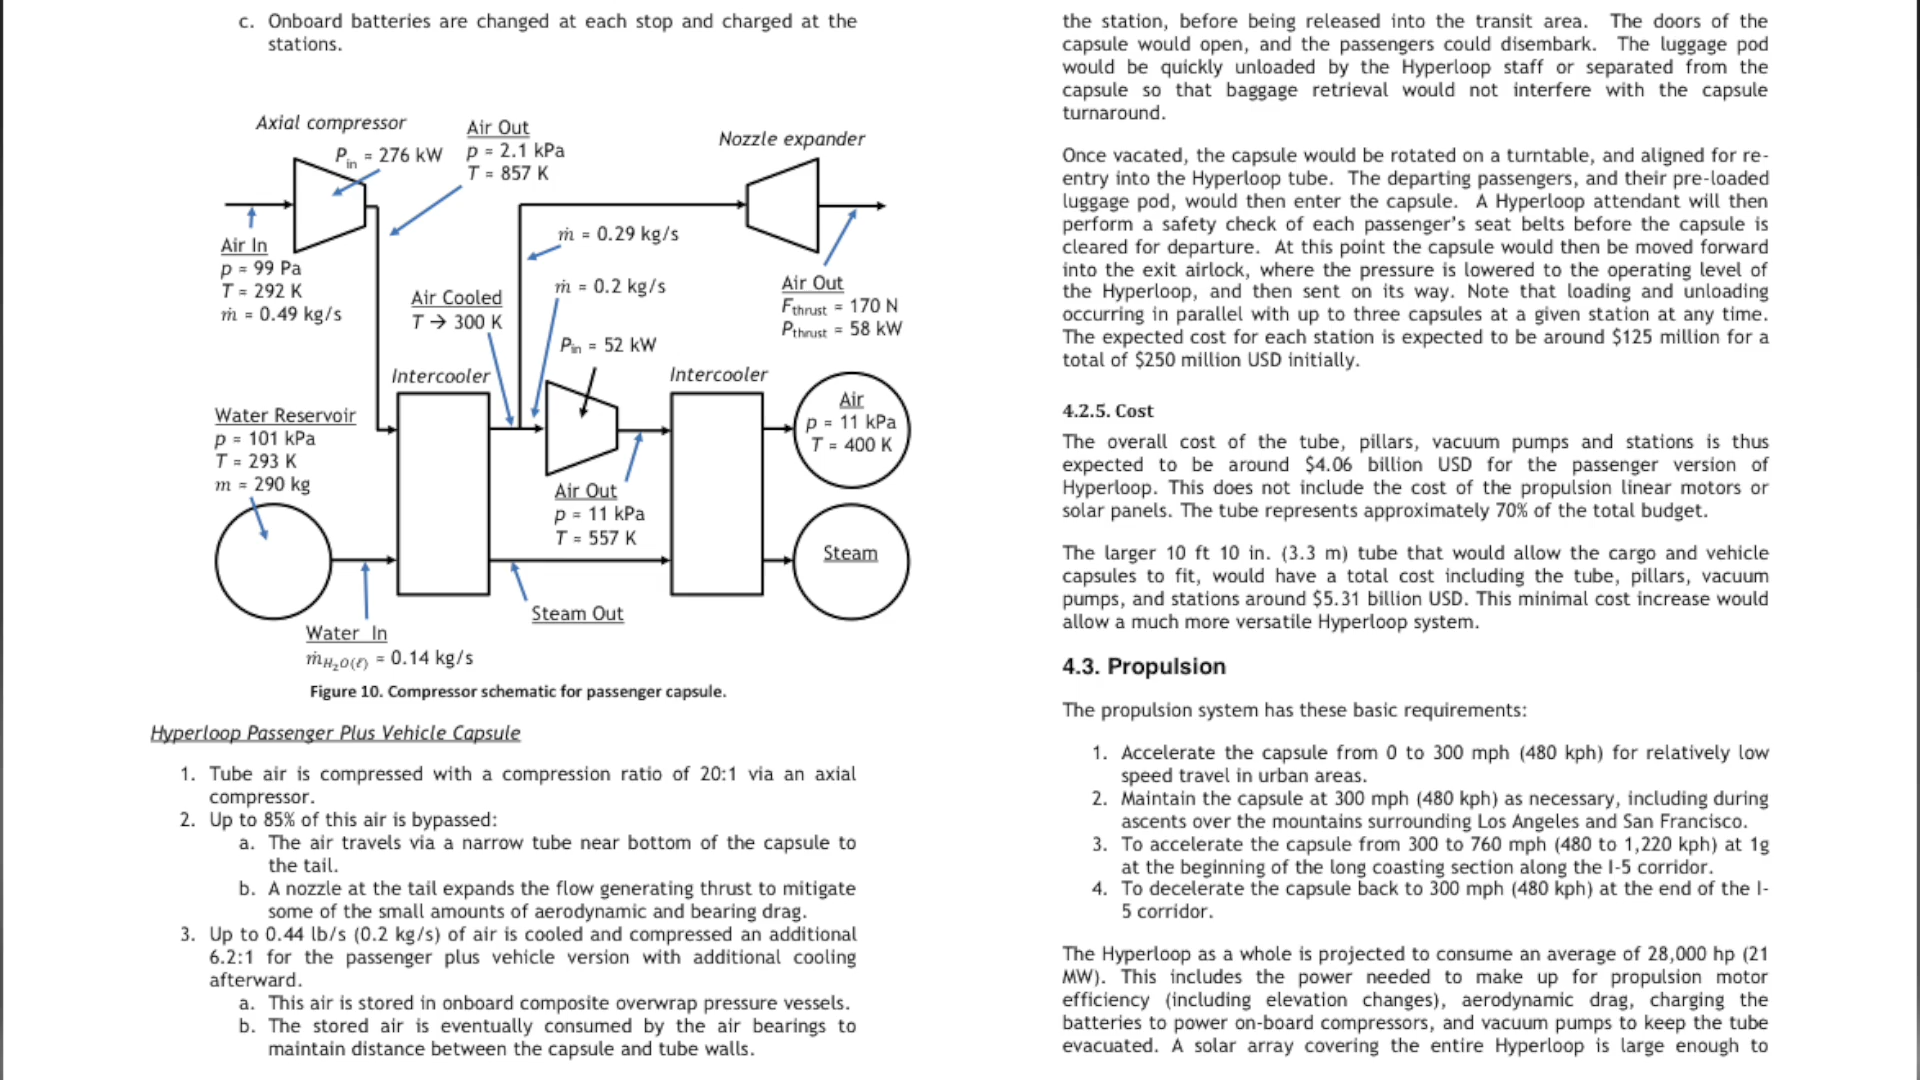 c. Onboard batteries are changed at each stop and charged at the
stations.
Axial compressor
Pin = 276 kW
Air Out
p = 2.1 kPa
T = 857 K
Nozzle expander
Air In
p = 99 Pa
T = 292 K
ṁ = 0.49 kg/s
ṁ = 0.29 kg/s
ṁ = 0.2 kg/s
Air Cooled
T → 300 K
Air Out
Fthrust = 170 N
Pthrust = 58 kW
Pin = 52 kW
Intercooler
Intercooler
Water Reservoir
p = 101 kPa
T = 293 K
m = 290 kg
Air
p = 11 kPa
T = 400 K
Air Out
p = 11 kPa
T = 557 K
Steam
Steam Out
Water In
ṁH₂O(ℓ) = 0.14 kg/s
Figure 10. Compressor schematic for passenger capsule.
Hyperloop Passenger Plus Vehicle Capsule
1. Tube air is compressed with a compression ratio of 20:1 via an axial
compressor.
2. Up to 85% of this air is bypassed:
a. The air travels via a narrow tube near bottom of the capsule to
the tail.
b. A nozzle at the tail expands the flow generating thrust to mitigate
some of the small amounts of aerodynamic and bearing drag.
3. Up to 0.44 lb/s (0.2 kg/s) of air is cooled and compressed an additional
6.2:1 for the passenger plus vehicle version with additional cooling
afterward.
a. This air is stored in onboard composite overwrap pressure vessels.
b. The stored air is eventually consumed by the air bearings to
maintain distance between the capsule and tube walls.
the station, before being released into the transit area. The doors of the
capsule would open, and the passengers could disembark. The luggage pod
would be quickly unloaded by the Hyperloop staff or separated from the
capsule so that baggage retrieval would not interfere with the capsule
turnaround.
Once vacated, the capsule would be rotated on a turntable, and aligned for re-
entry into the Hyperloop tube. The departing passengers, and their pre-loaded
luggage pod, would then enter the capsule. A Hyperloop attendant will then
perform a safety check of each passenger's seat belts before the capsule is
cleared for departure. At this point the capsule would then be moved forward
into the exit airlock, where the pressure is lowered to the operating level of
the Hyperloop, and then sent on its way. Note that loading and unloading
occurring in parallel with up to three capsules at a given station at any time.
The expected cost for each station is expected to be around $125 million for a
total of $250 million USD initially.
4.2.5. Cost
The overall cost of the tube, pillars, vacuum pumps and stations is thus
expected to be around $4.06 billion USD for the passenger version of
Hyperloop. This does not include the cost of the propulsion linear motors or
solar panels. The tube represents approximately 70% of the total budget.
The larger 10 ft 10 in. (3.3 m) tube that would allow the cargo and vehicle
capsules to fit, would have a total cost including the tube, pillars, vacuum
pumps, and stations around $5.31 billion USD. This minimal cost increase would
allow a much more versatile Hyperloop system.
4.3. Propulsion
The propulsion system has these basic requirements:
1. Accelerate the capsule from 0 to 300 mph (480 kph) for relatively low
speed travel in urban areas.
2. Maintain the capsule at 300 mph (480 kph) as necessary, including during
ascents over the mountains surrounding Los Angeles and San Francisco.
3. To accelerate the capsule from 300 to 760 mph (480 to 1,220 kph) at 1g
at the beginning of the long coasting section along the I-5 corridor.
4. To decelerate the capsule back to 300 mph (480 kph) at the end of the I-
5 corridor.
The Hyperloop as a whole is projected to consume an average of 28,000 hp (21
MW). This includes the power needed to make up for propulsion motor
efficiency (including elevation changes), aerodynamic drag, charging the
batteries to power on-board compressors, and vacuum pumps to keep the tube
evacuated. A solar array covering the entire Hyperloop is large enough to